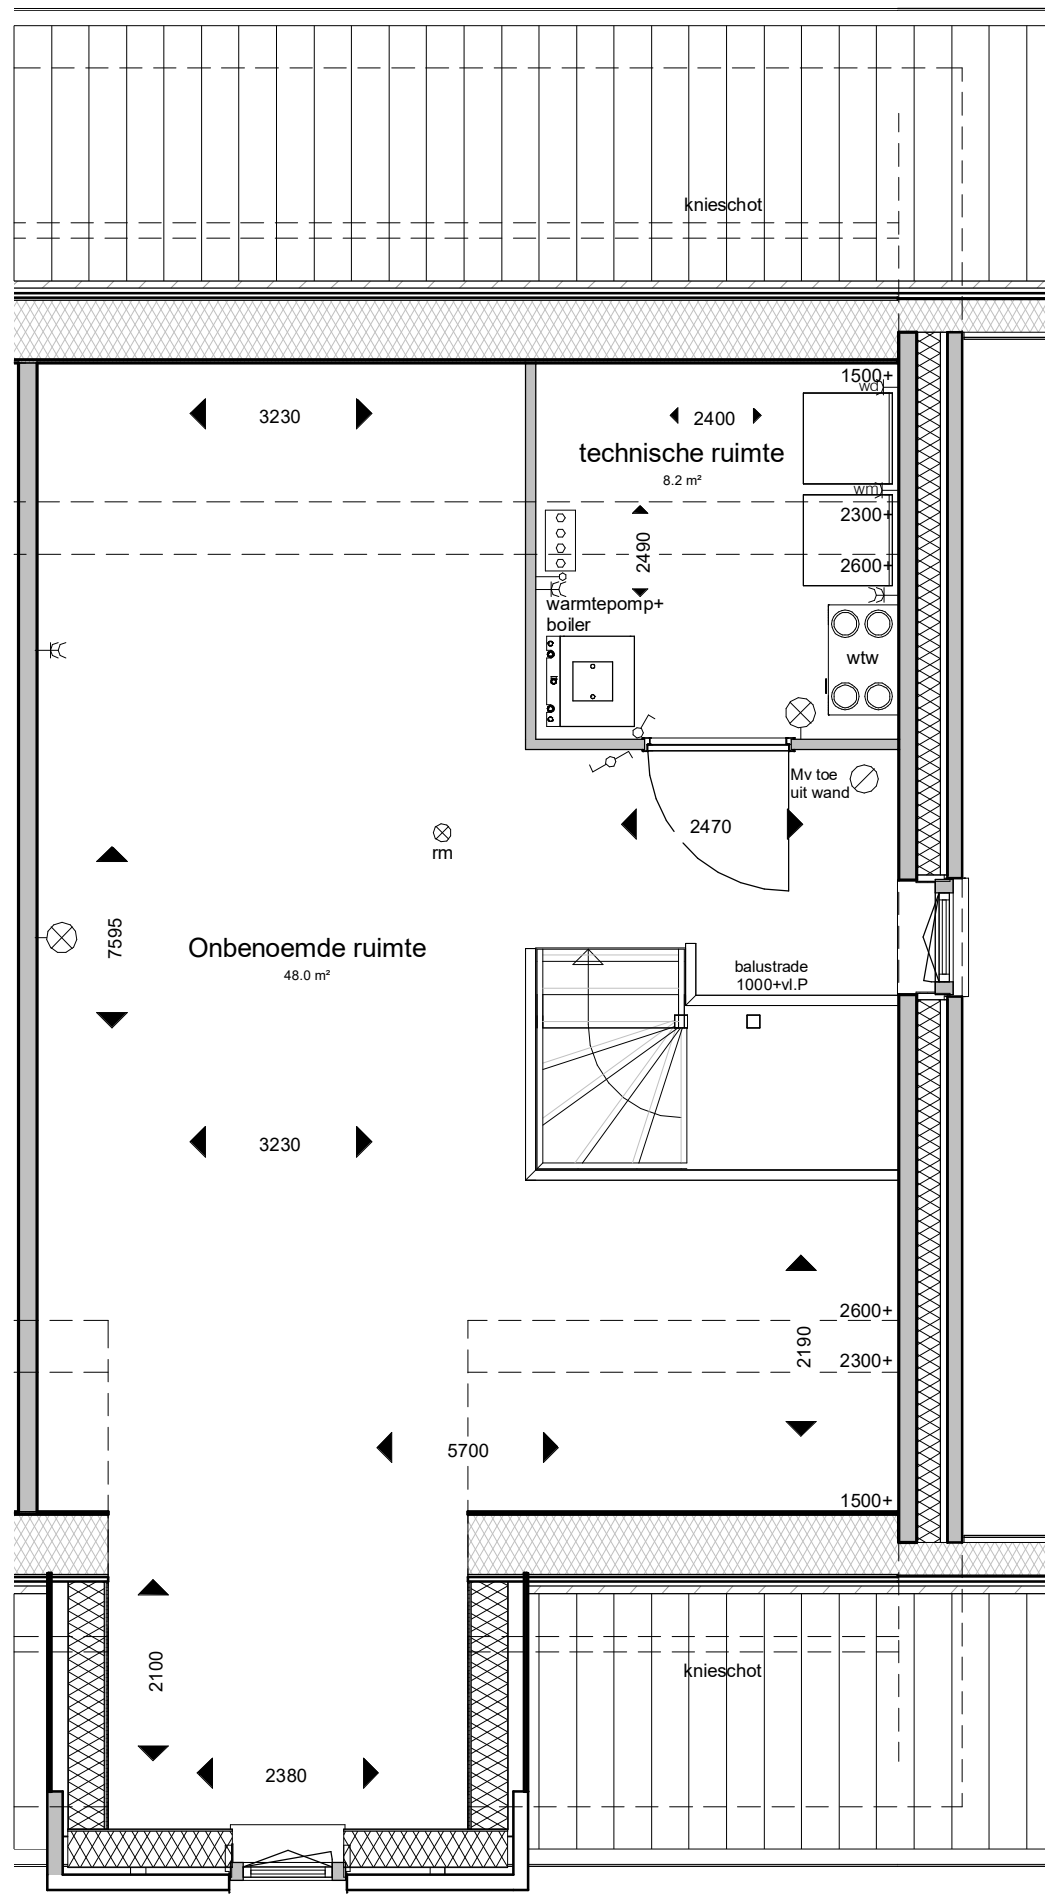 knieschot
1500+
wd
3230
2400
technische ruimte
8.2 m²
wm
2300+
2490
2600+
warmtepomp+
boiler
wtw
Mv toe
uit wand
2470
rm
7595
Onbenoemde ruimte
48.0 m²
balustrade
1000+vl.P
3230
2600+
2190
2300+
5700
1500+
2100
knieschot
2380